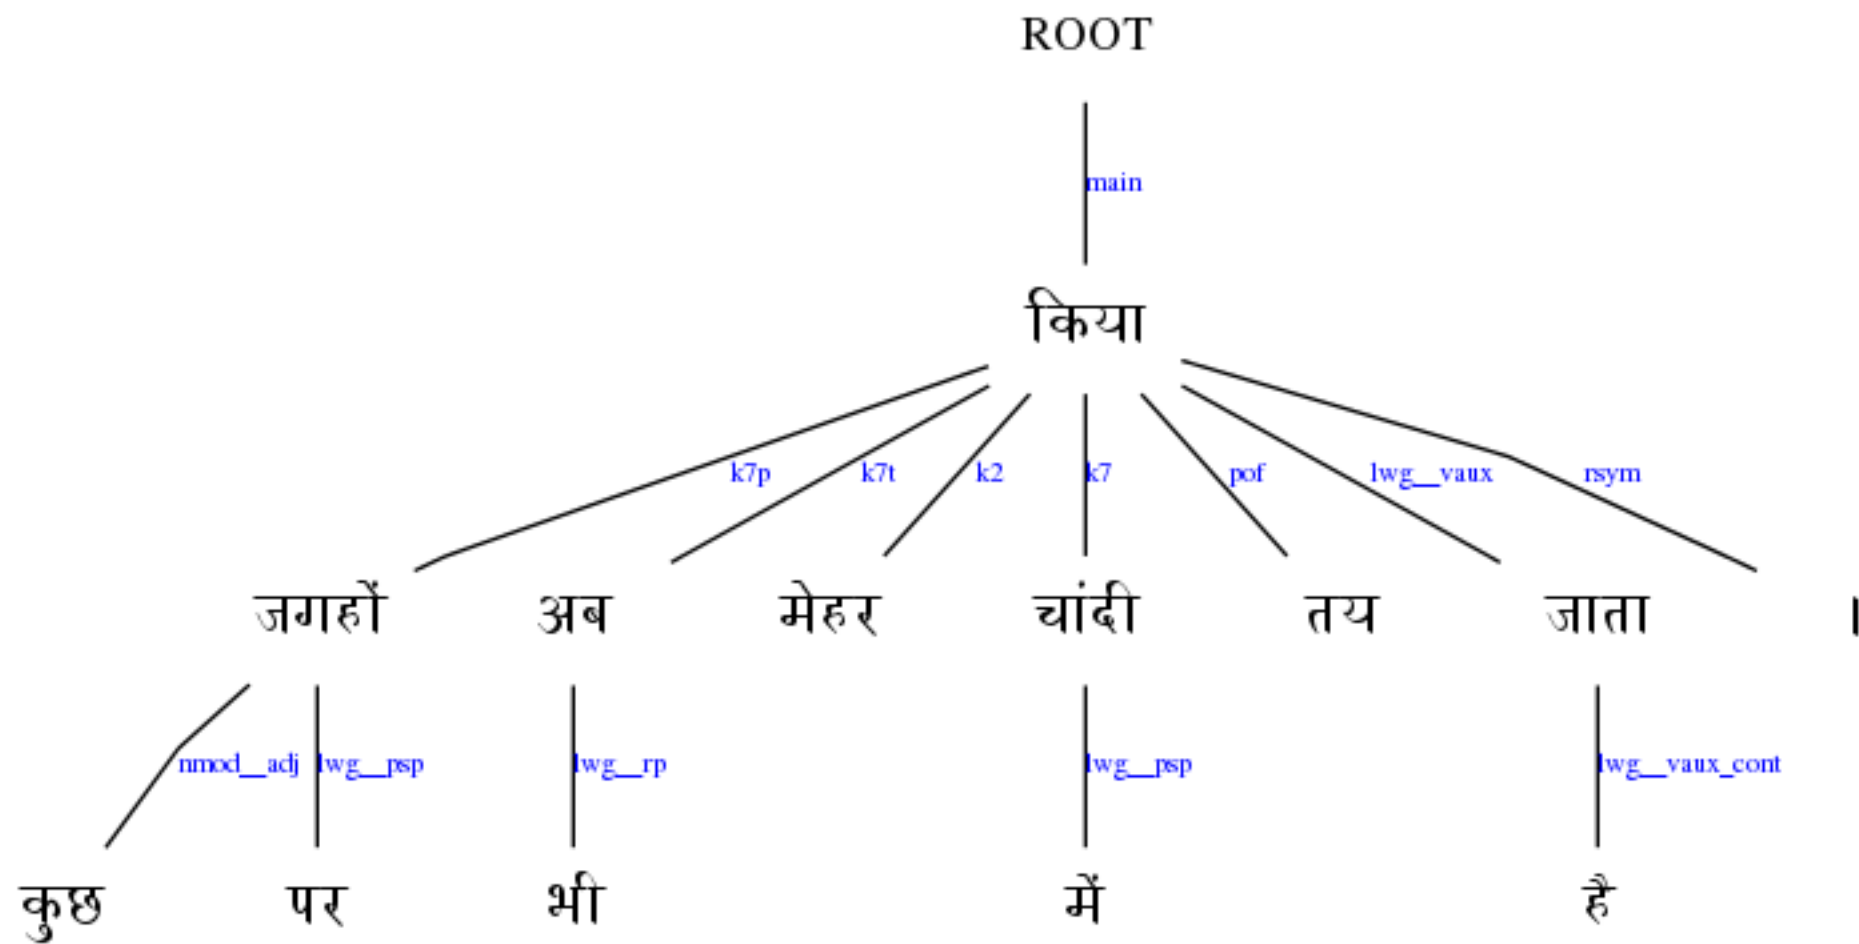 ROOT
main
किया
k7p k7t k2 k7 pof lwg__vaux rsym
जगहों अब मेहर चांदी तय जाता ।
nmod__adj lwg__psp lwg__rp lwg__psp lwg__vaux_cont
कुछ पर भी में है